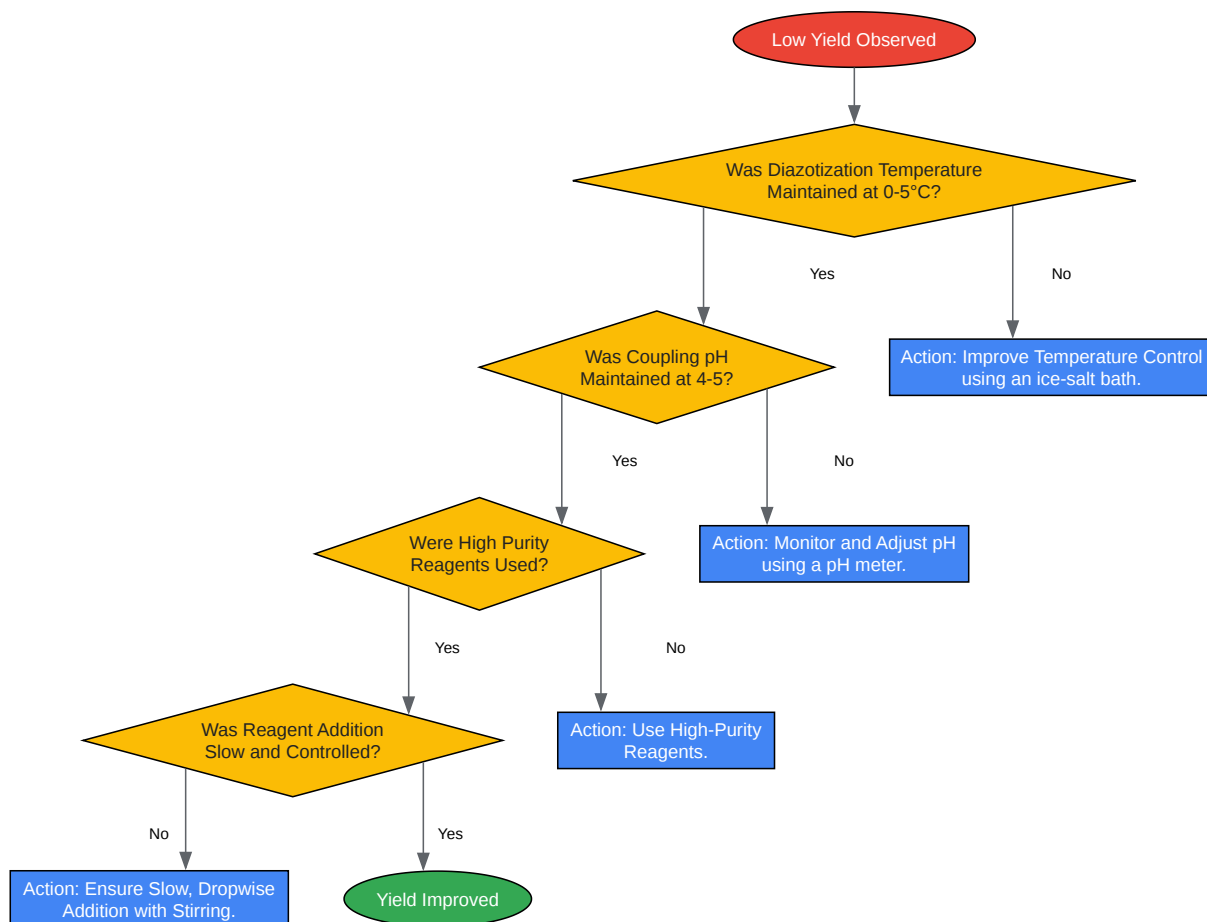 Low Yield Observed
Was Diazotization Temperature
Maintained at 0-5°C?
Yes
No
Was Coupling pH
Maintained at 4-5?
Action: Improve Temperature Control
using an ice-salt bath.
Yes
No
Were High Purity
Reagents Used?
Action: Monitor and Adjust pH
using a pH meter.
Yes
No
Was Reagent Addition
Slow and Controlled?
Action: Use High-Purity
Reagents.
No
Yes
Action: Ensure Slow, Dropwise
Addition with Stirring.
Yield Improved